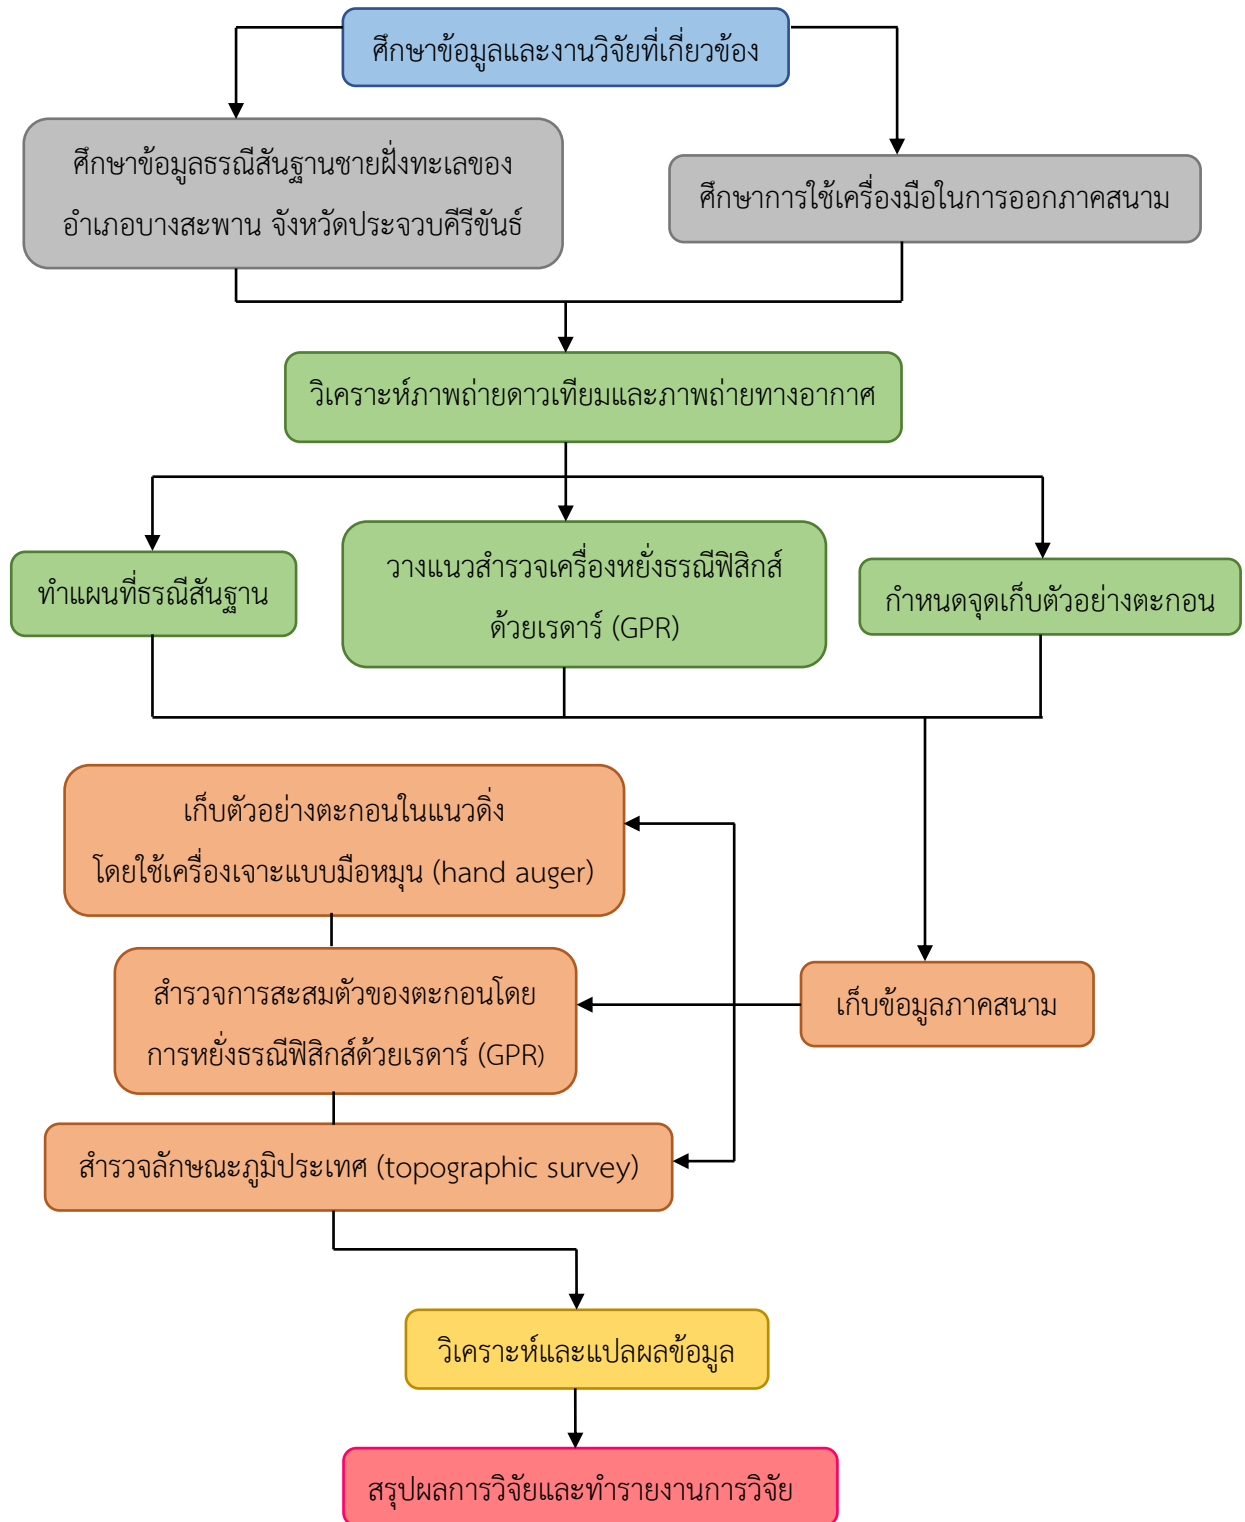 ศึกษาข้อมูลและงานวิจัยที่เกี่ยวข้อง
ศึกษาข้อมูลธรณีสันฐานชายฝั่งทะเลของ
อำเภอบางสะพาน จังหวัดประจวบคีรีขันธ์
ศึกษาการใช้เครื่องมือในการออกภาคสนาม
วิเคราะห์ภาพถ่ายดาวเทียมและภาพถ่ายทางอากาศ
ทำแผนที่ธรณีสันฐาน
วางแนวสำรวจเครื่องหยั่งธรณีฟิสิกส์
ด้วยเรดาร์ (GPR)
กำหนดจุดเก็บตัวอย่างตะกอน
เก็บตัวอย่างตะกอนในแนวดิ่ง
โดยใช้เครื่องเจาะแบบมือหมุน (hand auger)
สำรวจการสะสมตัวของตะกอนโดย
การหยั่งธรณีฟิสิกส์ด้วยเรดาร์ (GPR)
เก็บข้อมูลภาคสนาม
สำรวจลักษณะภูมิประเทศ (topographic survey)
วิเคราะห์และแปลผลข้อมูล
สรุปผลการวิจัยและทำรายงานการวิจัย